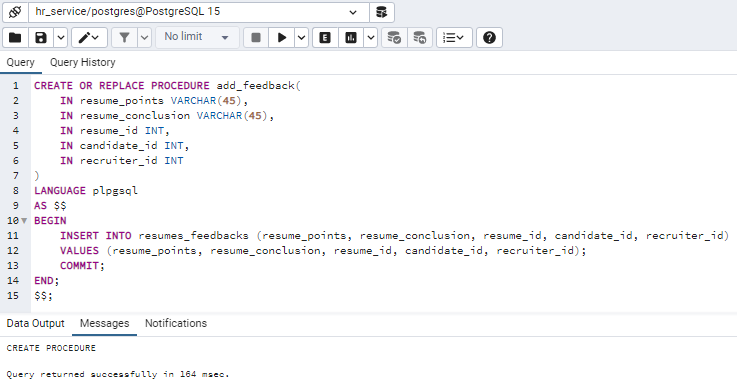 hr_service/postgres@PostgreSQL 15
No limit
E
Query Query History
1 CREATE OR REPLACE PROCEDURE add_feedback(
2 IN resume_points VARCHAR(45),
3 IN resume_conclusion VARCHAR(45),
4 IN resume_id INT,
5 IN candidate_id INT,
6 IN recruiter_id INT
7 )
8 LANGUAGE plpgsql
9 AS $$
10 BEGIN
11 INSERT INTO resumes_feedbacks (resume_points, resume_conclusion, resume_id, candidate_id, recruiter_id)
12 VALUES (resume_points, resume_conclusion, resume_id, candidate_id, recruiter_id);
13 COMMIT;
14 END;
15 $$;
Data Output Messages Notifications
CREATE PROCEDURE
Query returned successfully in 164 msec.